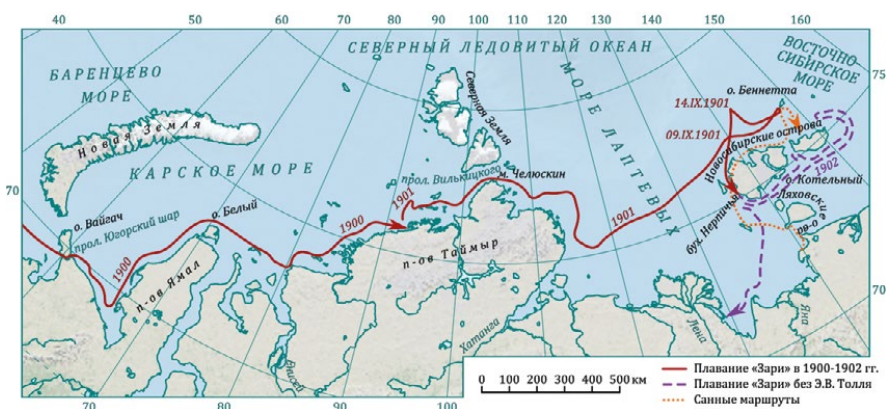 40 50 60 70 80 90 100 110 120 130 140 150 160
СЕВЕРНЫЙ ЛЕДОВИТЫЙ ОКЕАН
ВОСТОЧНО-
СИБИРСКОЕ
МОРЕ
75
БАРЕНЦЕВО
МОРЕ
Новая Земля
КАРСКОЕ МОРЕ
Северная Земля
МОРЕ ЛАПТЕВЫХ
о. Беннетта
14.IX.1901
09.IX.1901
Новосибирские острова
1902
о. Котельный
Ляховские
ов-о
бух. Нерпичья
прол. Вилькицкого
м. Челюскин
1901
1900
1901
70
о. Вайгач
прол. Югорский шар
о. Белый
1900
п-ов Ямал
п-ов Таймыр
Енисей
Хатанга
Лена
Яна
70
70 80 90 100
0 100 200 300 400 500 км
Плавание «Зари» в 1900-1902 гг.
Плавание «Зари» без Э.В. Толля
Санные маршруты